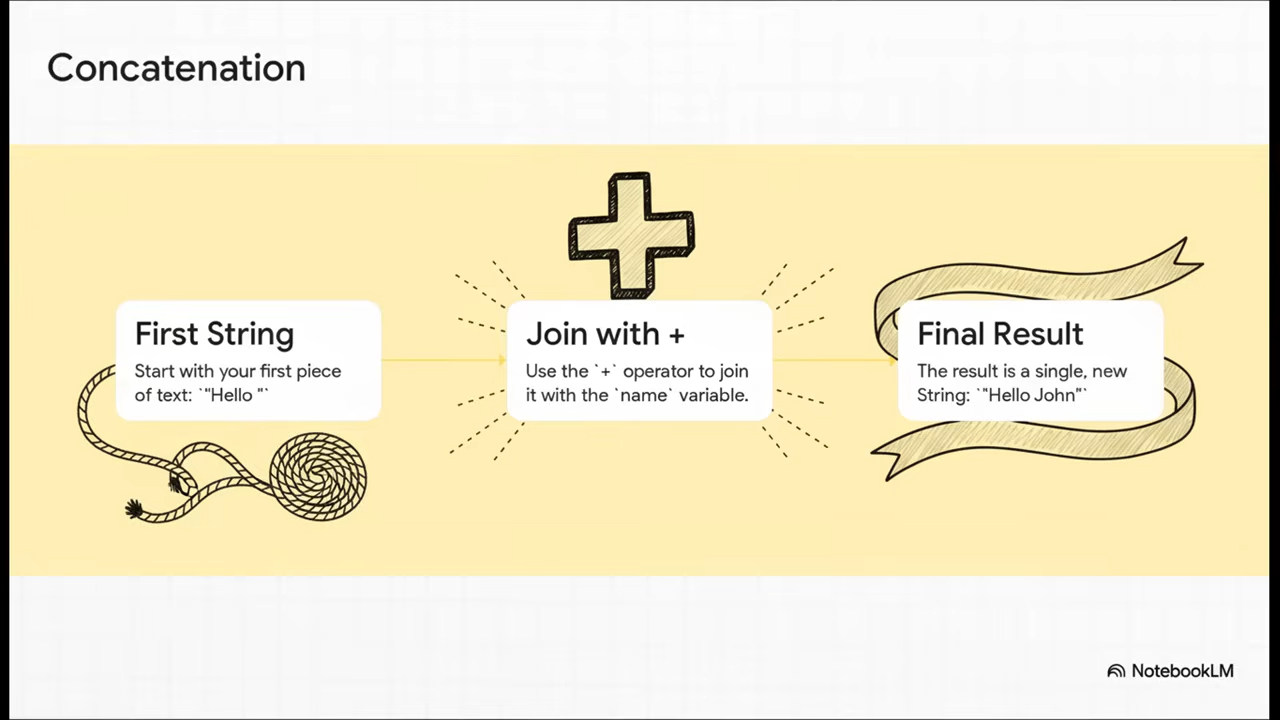 Concatenation
First String
Start with your first piece
of text: `"Hello "`
Join with +
Use the `+` operator to join
it with the `name` variable.
Final Result
The result is a single, new
String: `"Hello John"`
NotebookLM